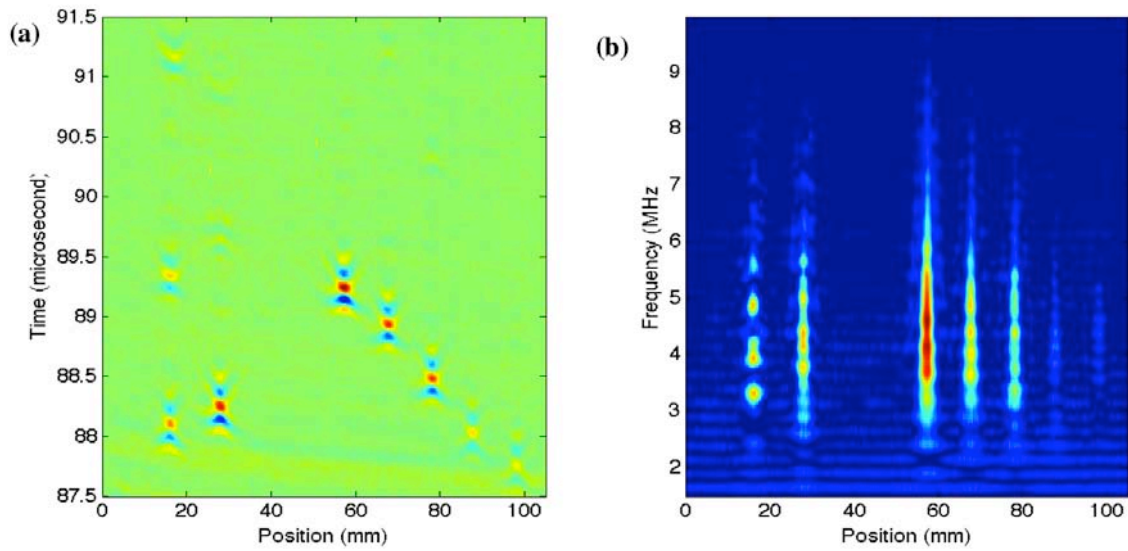 (a)
91.5
91
90.5
90
89.5
89
88.5
88
87.5
Time (microsecond)
0 20 40 60 80 100
Position (mm)
(b)
9
8
7
6
5
4
3
2
Frequency (MHz)
0 20 40 60 80 100
Position (mm)